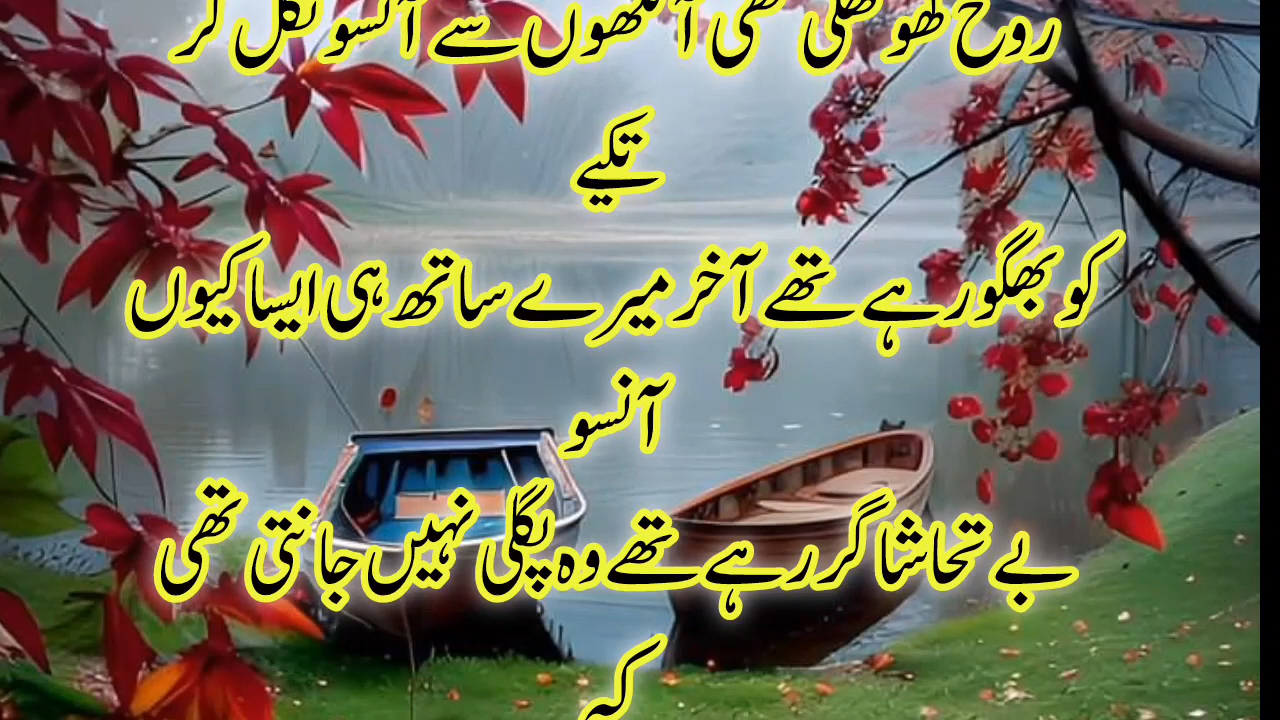 روح کھوکھلی تھی آنکھوں سے آنسو نکل کر
تکیے
کو بھگو رہے تھے آخر میرے ساتھ ہی ایسا کیوں
آنسو
بے تحاشا گر رہے تھے وہ پگلی نہیں جانتی تھی
کہ